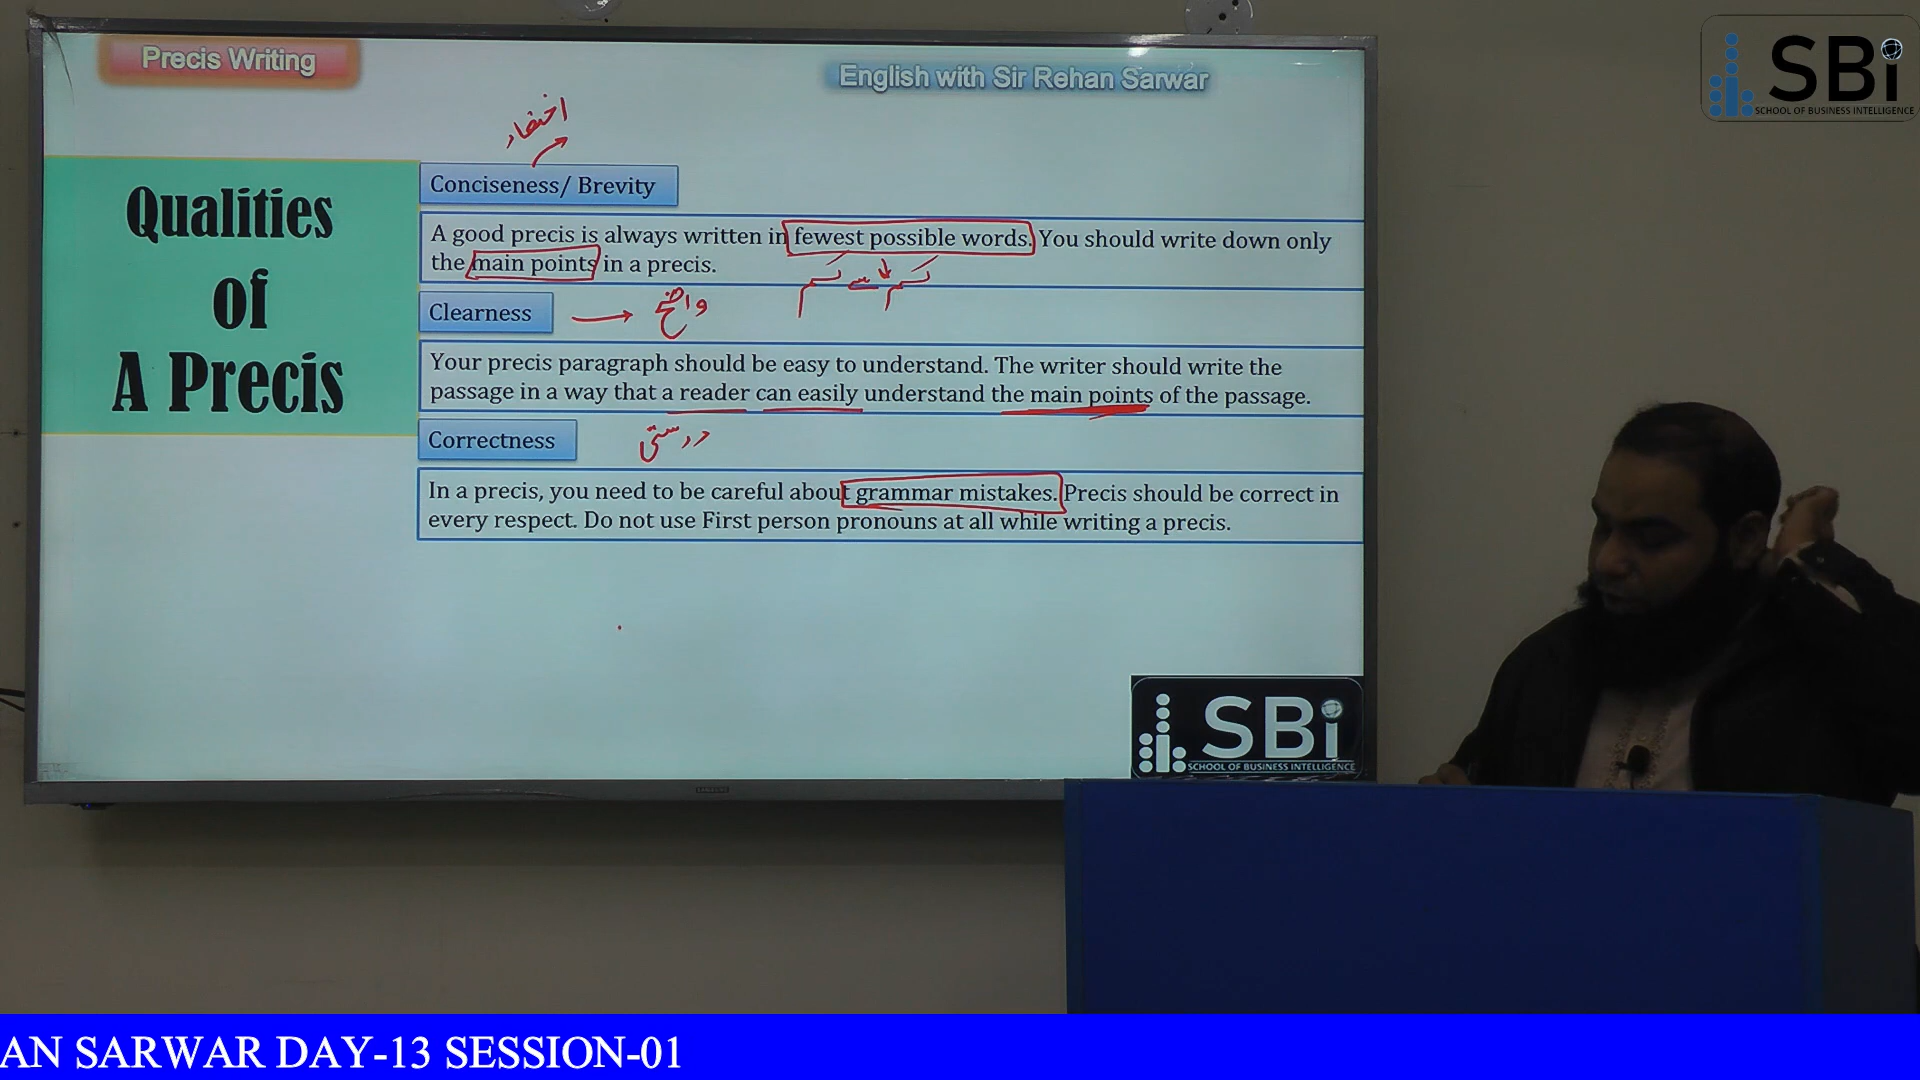 Precis Writing
English with Sir Rehan Sarwar
SBi
SCHOOL OF BUSINESS INTELLIGENCE
اختصار
Qualities
of
A Precis
Conciseness/ Brevity
A good precis is always written in fewest possible words. You should write down only
the main points in a precis.
کم سے کم
Clearness
واضح
Your precis paragraph should be easy to understand. The writer should write the
passage in a way that a reader can easily understand the main points of the passage.
Correctness
درستی
In a precis, you need to be careful about grammar mistakes. Precis should be correct in
every respect. Do not use First person pronouns at all while writing a precis.
SBi
SCHOOL OF BUSINESS INTELLIGENCE
SAMSUNG
AN SARWAR DAY-13 SESSION-01